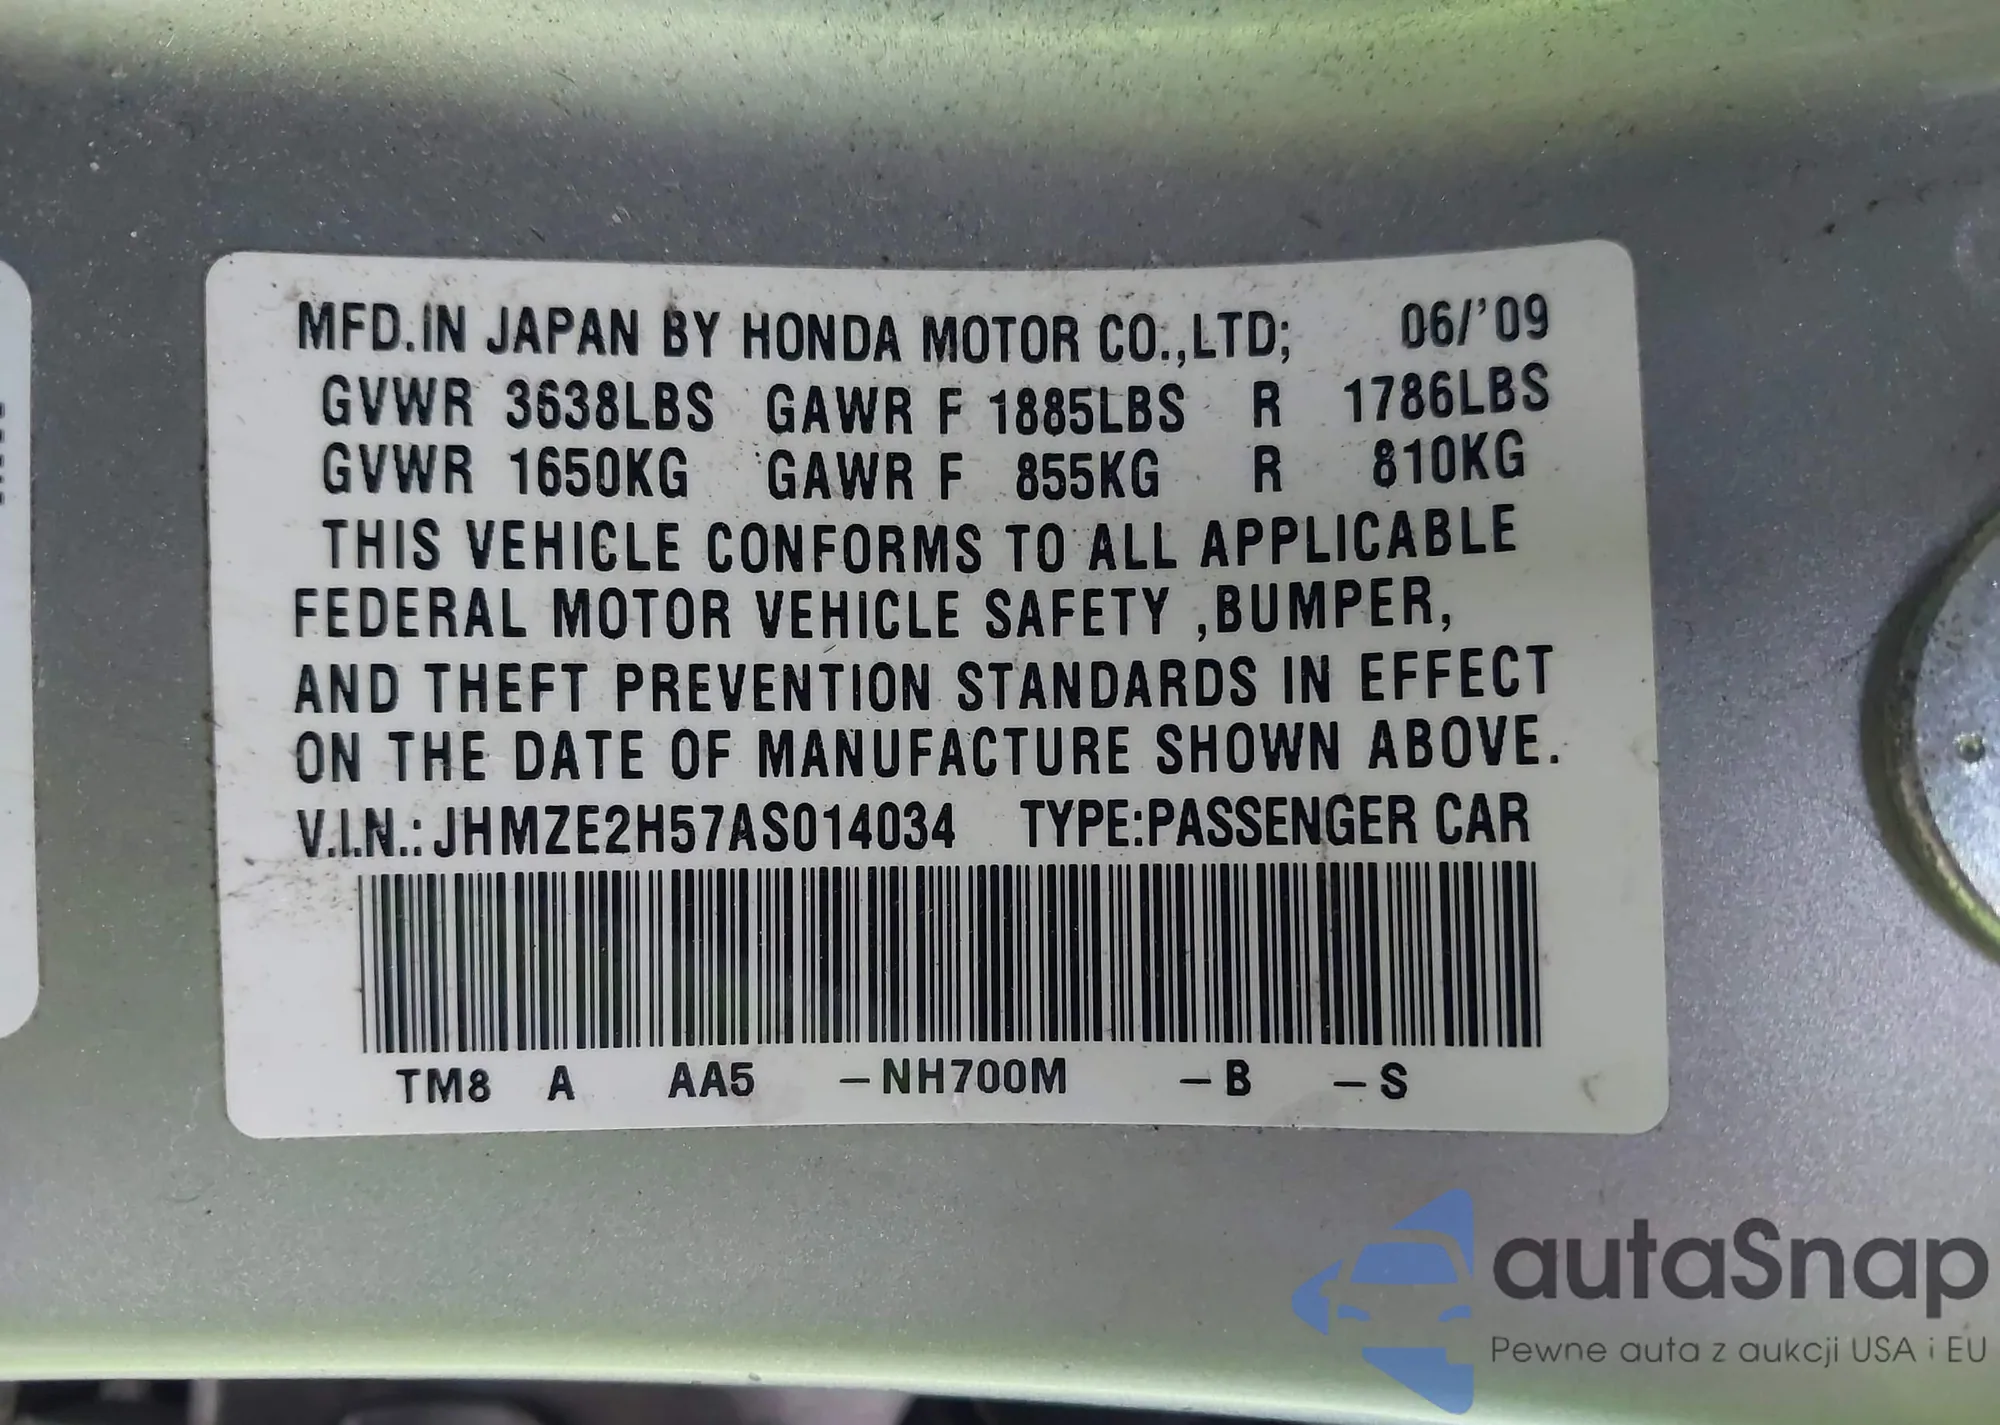 MFD.IN JAPAN BY HONDA MOTOR CO.,LTD; 06/'09
GVWR 3638LBS GAWR F 1885LBS R 1786LBS
GVWR 1650KG GAWR F 855KG R 810KG
THIS VEHICLE CONFORMS TO ALL APPLICABLE
FEDERAL MOTOR VEHICLE SAFETY ,BUMPER,
AND THEFT PREVENTION STANDARDS IN EFFECT
ON THE DATE OF MANUFACTURE SHOWN ABOVE.
V.I.N.: JHMZE2H57AS014034 TYPE:PASSENGER CAR
TM8 A AA5 –NH700M –B –S
autaSnap
Pewne auta z aukcji USA i EU